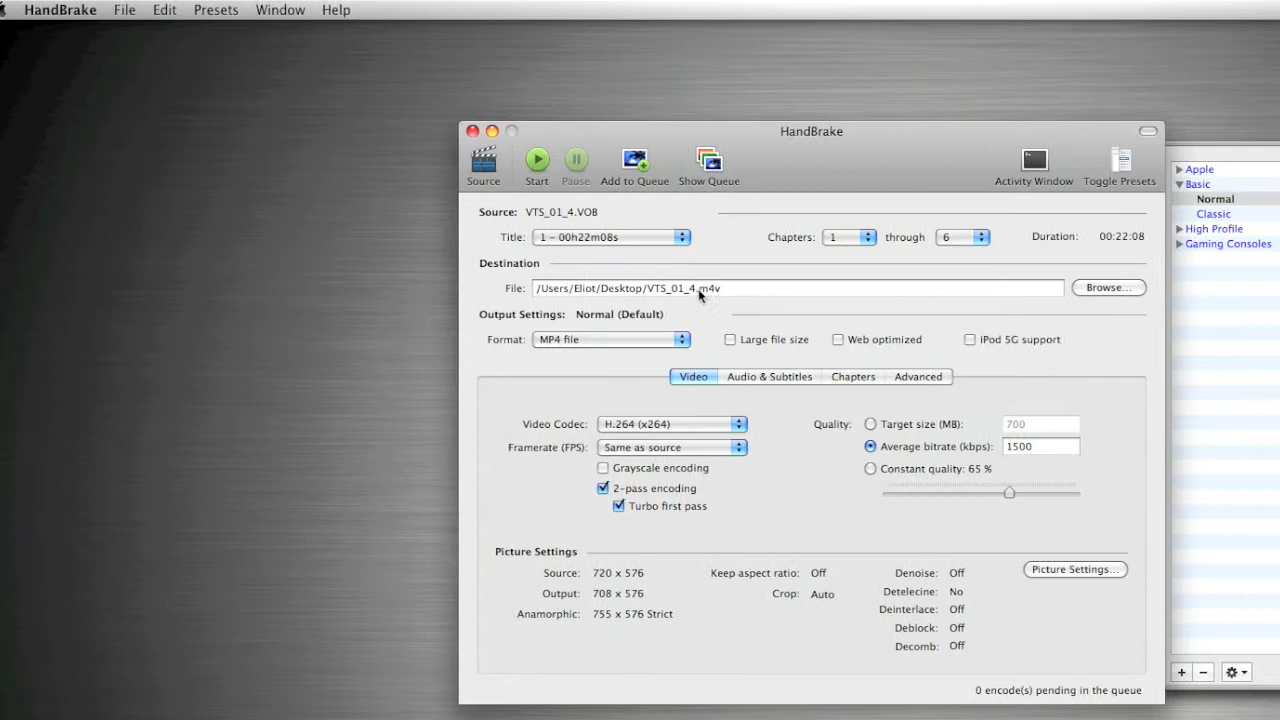 HandBrake File Edit Presets Window Help
HandBrake
Source Start Pause Add to Queue Show Queue Activity Window Toggle Presets
Source: VTS_01_4.VOB
Title: 1 - 00h22m08s Chapters: 1 through 6 Duration: 00:22:08
Destination
File: /Users/Eliot/Desktop/VTS_01_4.m4v Browse...
Output Settings: Normal (Default)
Format: MP4 file Large file size Web optimized iPod 5G support
Video Audio & Subtitles Chapters Advanced
Video Codec: H.264 (x264) Quality: Target size (MB): 700
Framerate (FPS): Same as source Average bitrate (kbps): 1500
Grayscale encoding Constant quality: 65 %
2-pass encoding
Turbo first pass
Picture Settings
Source: 720 x 576 Keep aspect ratio: Off Denoise: Off Picture Settings...
Output: 708 x 576 Crop: Auto Detelecine: No
Anamorphic: 755 x 576 Strict Deinterlace: Off
Deblock: Off
Decomb: Off
0 encode(s) pending in the queue
Apple
Basic
Normal
Classic
High Profile
Gaming Consoles